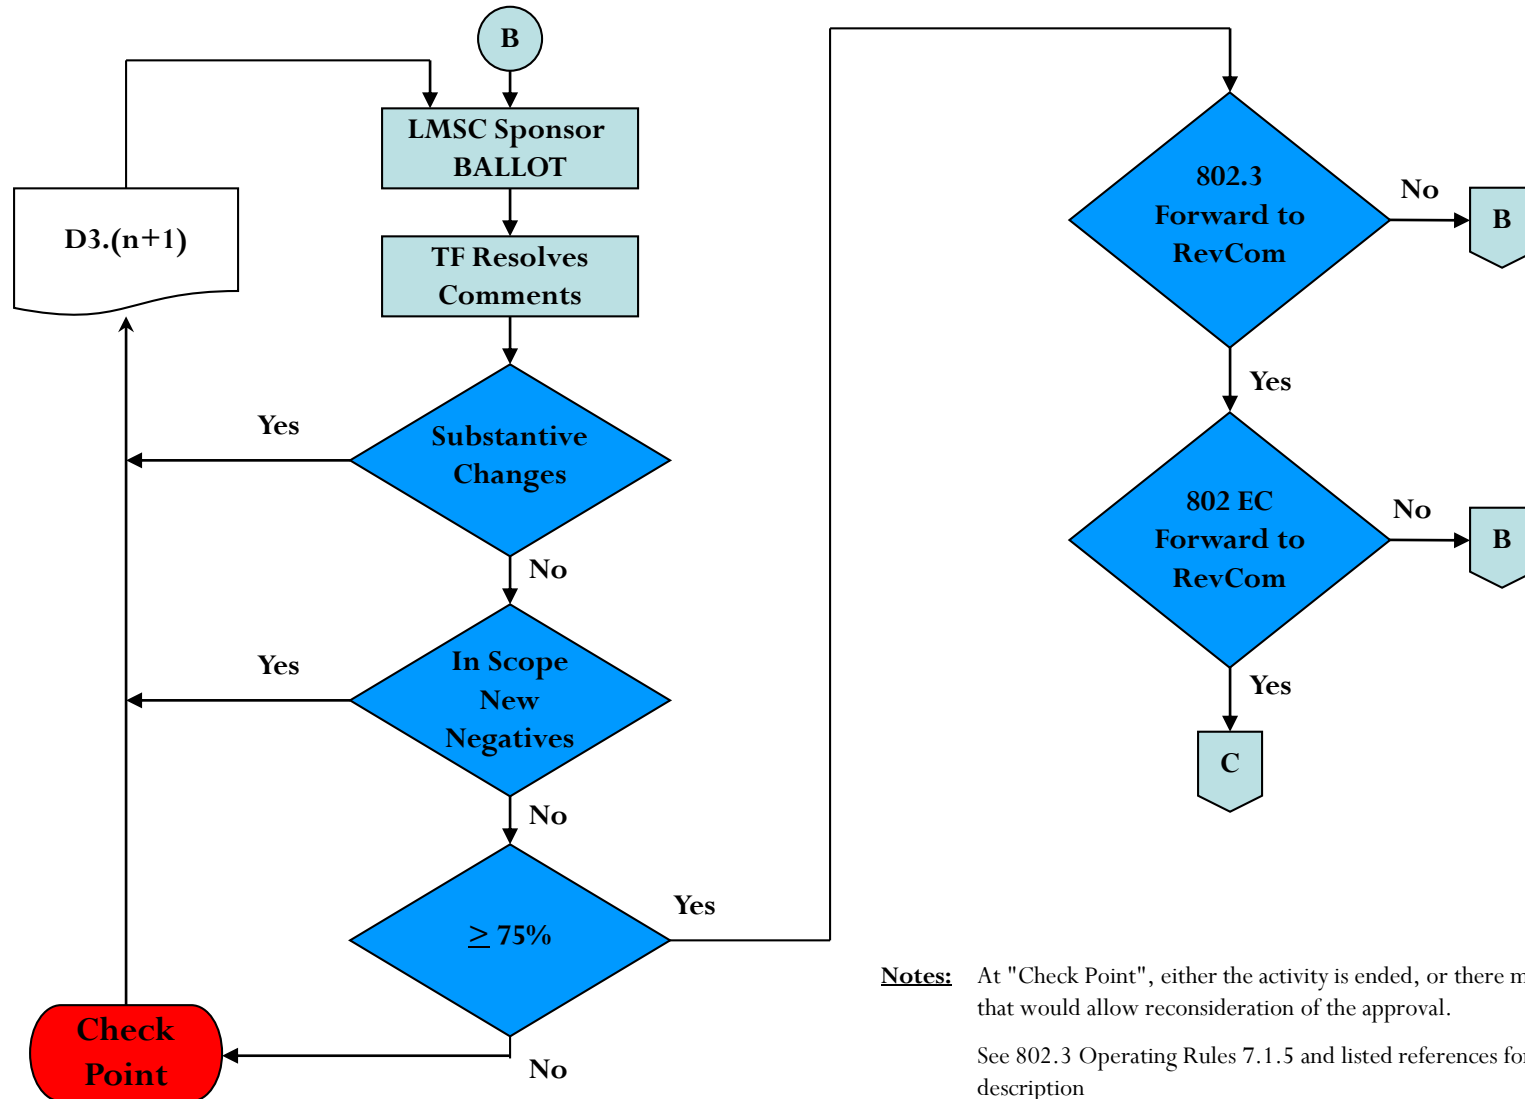 B
LMSC Sponsor
BALLOT
D3.(n+1)
TF Resolves
Comments
Yes
Substantive
Changes
No
Yes
In Scope
New
Negatives
No
≥ 75%
Yes
No
Check
Point
802.3
Forward to
RevCom
No
B
Yes
802 EC
Forward to
RevCom
No
B
Yes
C
Notes: At "Check Point", either the activity is ended, or there
that would allow reconsideration of the approval.
See 802.3 Operating Rules 7.1.5 and listed references for
description